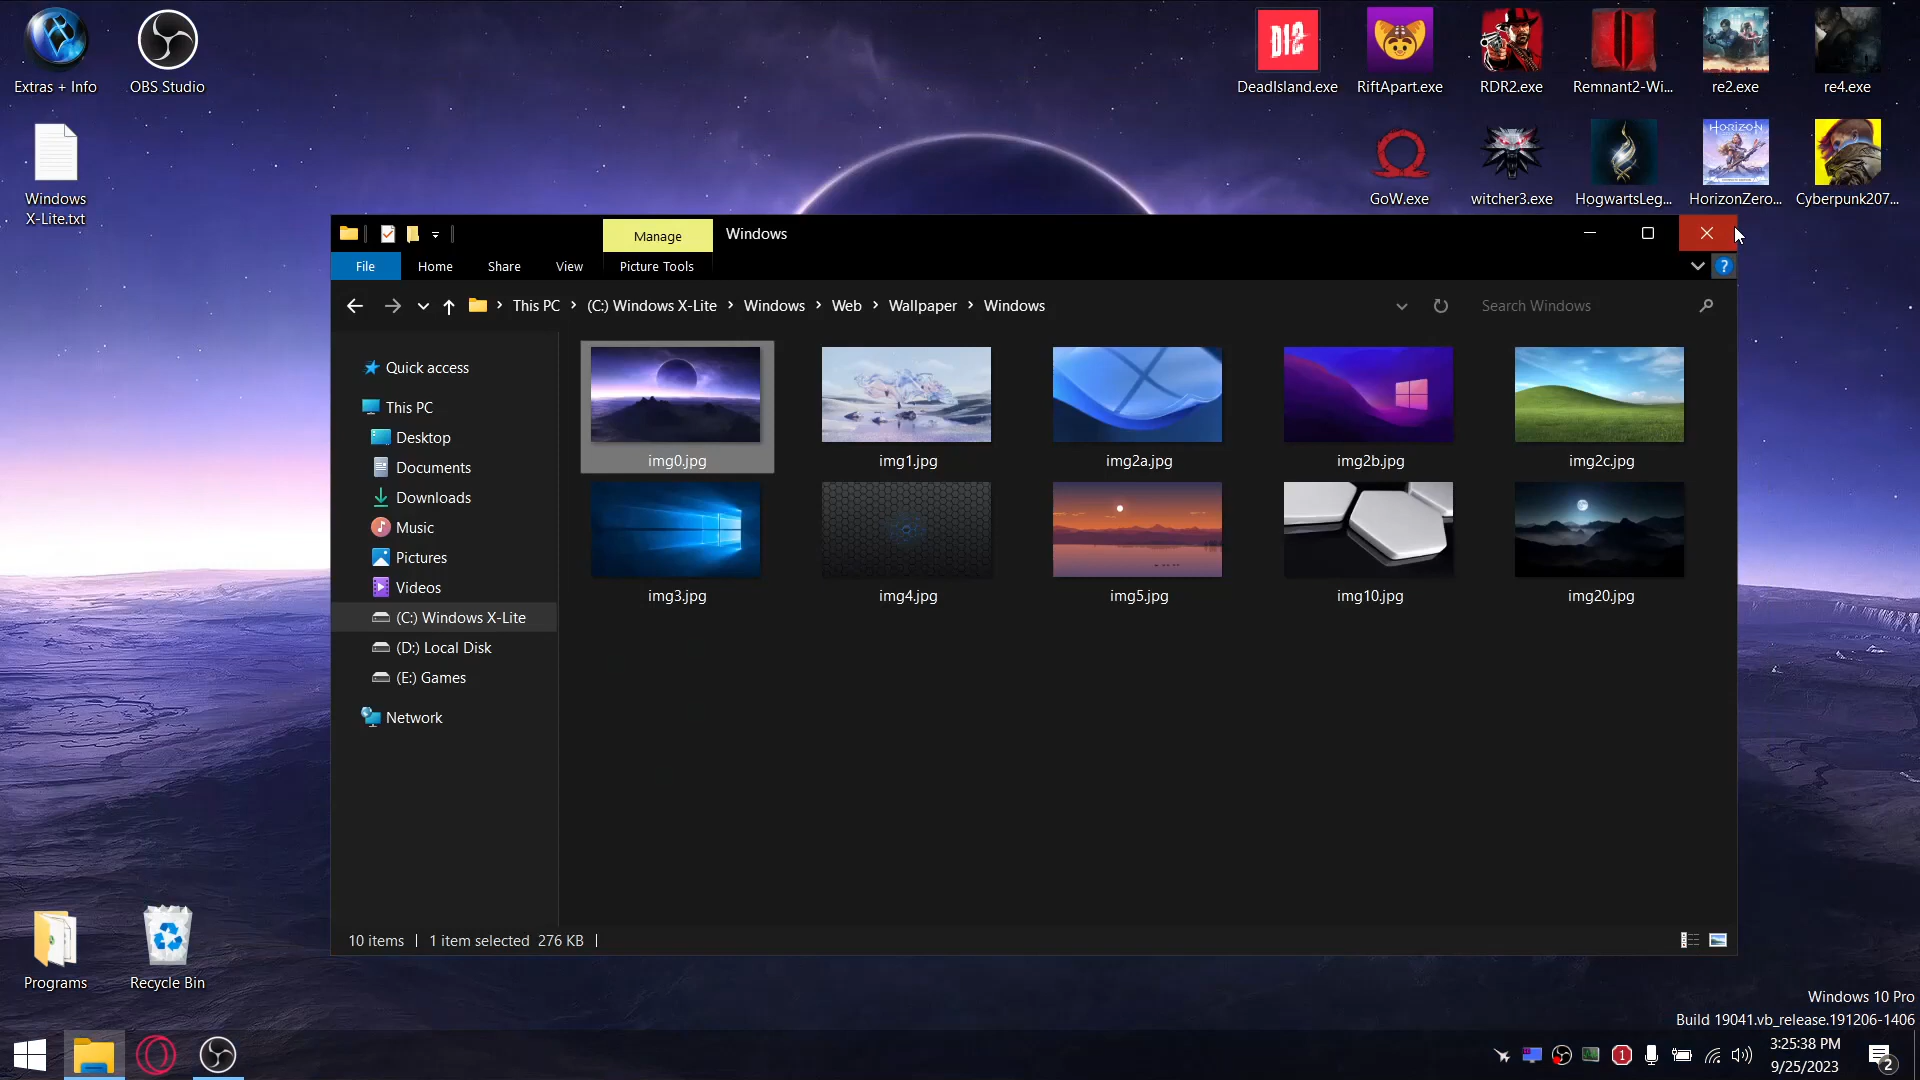 Extras + Info
OBS Studio
Windows
X-Lite.txt
DI2
DeadIsland.exe
RiftApart.exe
RDR2.exe
Remnant2-Wi...
re2.exe
re4.exe
GoW.exe
witcher3.exe
HogwartsLeg...
HORIZON
HorizonZero...
Cyberpunk207...
Manage
Windows
File
Home
Share
View
Picture Tools
?
This PC
(C:) Windows X-Lite
Windows
Web
Wallpaper
Windows
Search Windows
Quick access
This PC
Desktop
Documents
Downloads
Music
Pictures
Videos
(C:) Windows X-Lite
(D:) Local Disk
(E:) Games
Network
img0.jpg
img1.jpg
img2a.jpg
img2b.jpg
img2c.jpg
img3.jpg
img4.jpg
img5.jpg
img10.jpg
img20.jpg
10 items
1 item selected 276 KB
Programs
Recycle Bin
Windows 10 Pro
Build 19041.vb_release.191206-1406
1
3:25:38 PM
9/25/2023
2